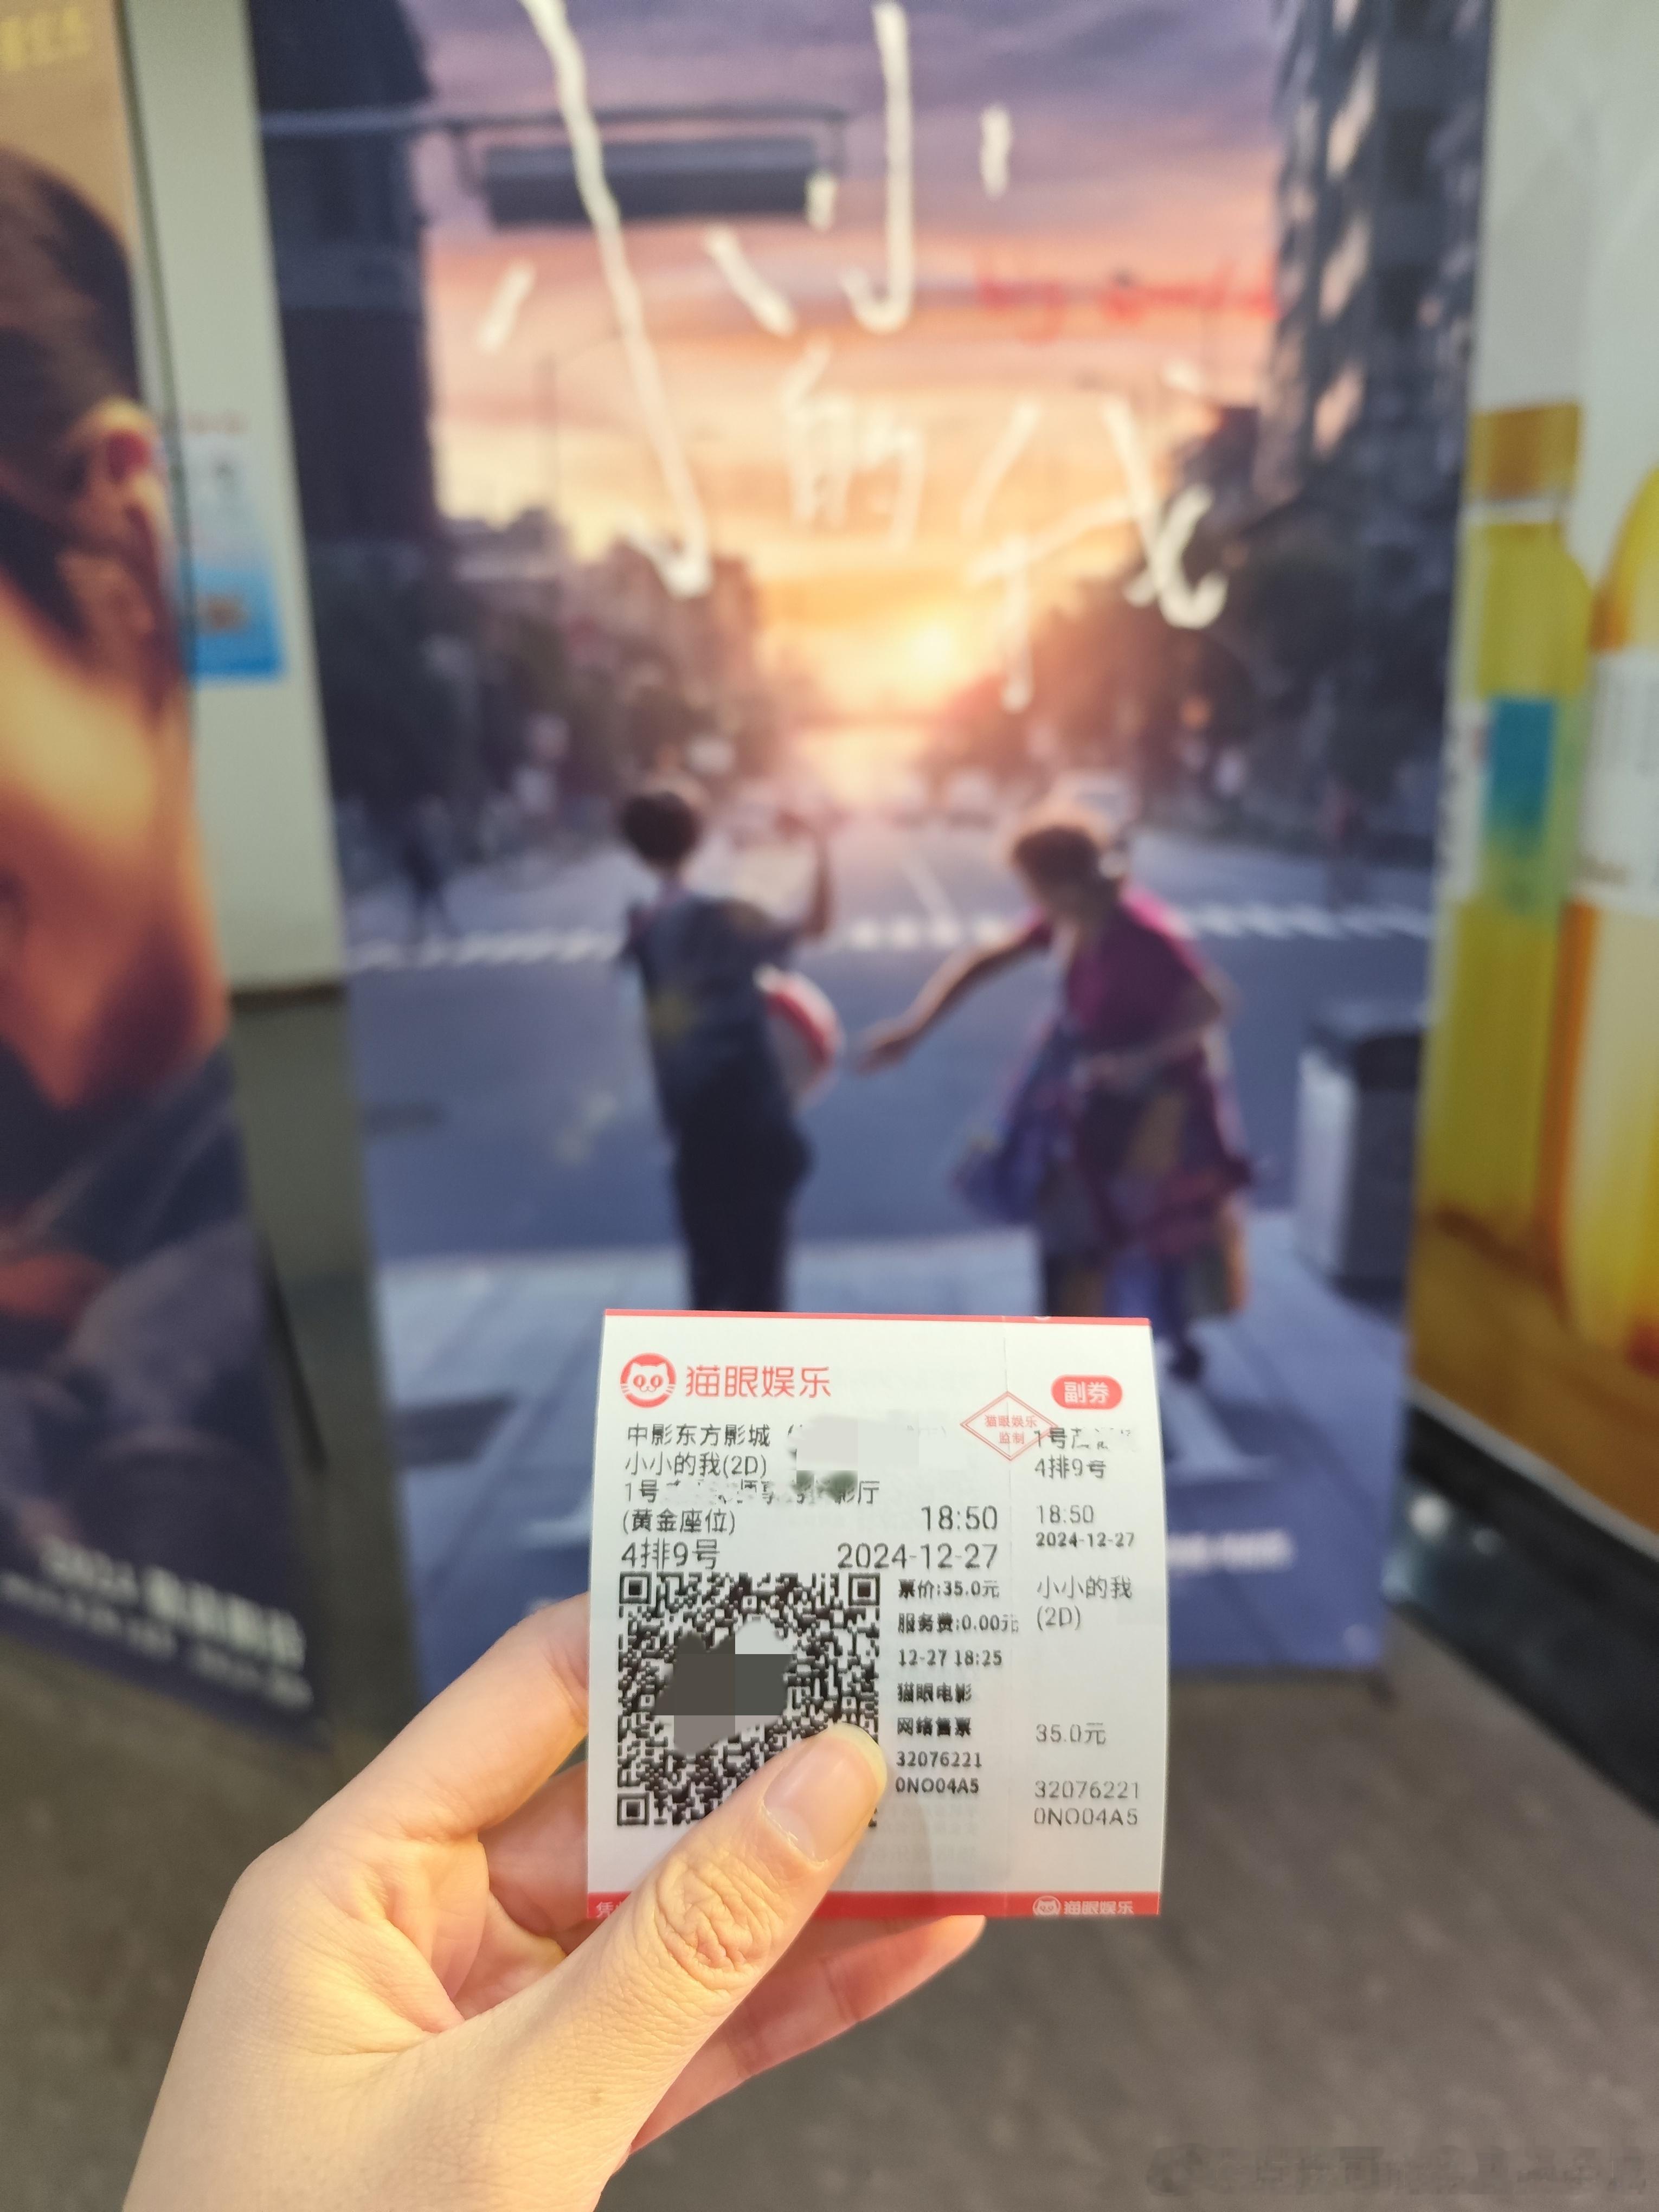 小小
的我
猫眼娱乐
副券
猫眼娱乐
监制
中影东方影城
小小的我(2D)
1号
影厅
(黄金座位)
18:50
4排9号
2024-12-27
票价:35.0元
服务费:0.00元
12-27 18:25
猫眼电影
网络售票
32076221
0NO04A5
1号
4排9号
18:50
2024-12-27
小小的我
(2D)
35.0元
32076221
0NO04A5
猫眼娱乐